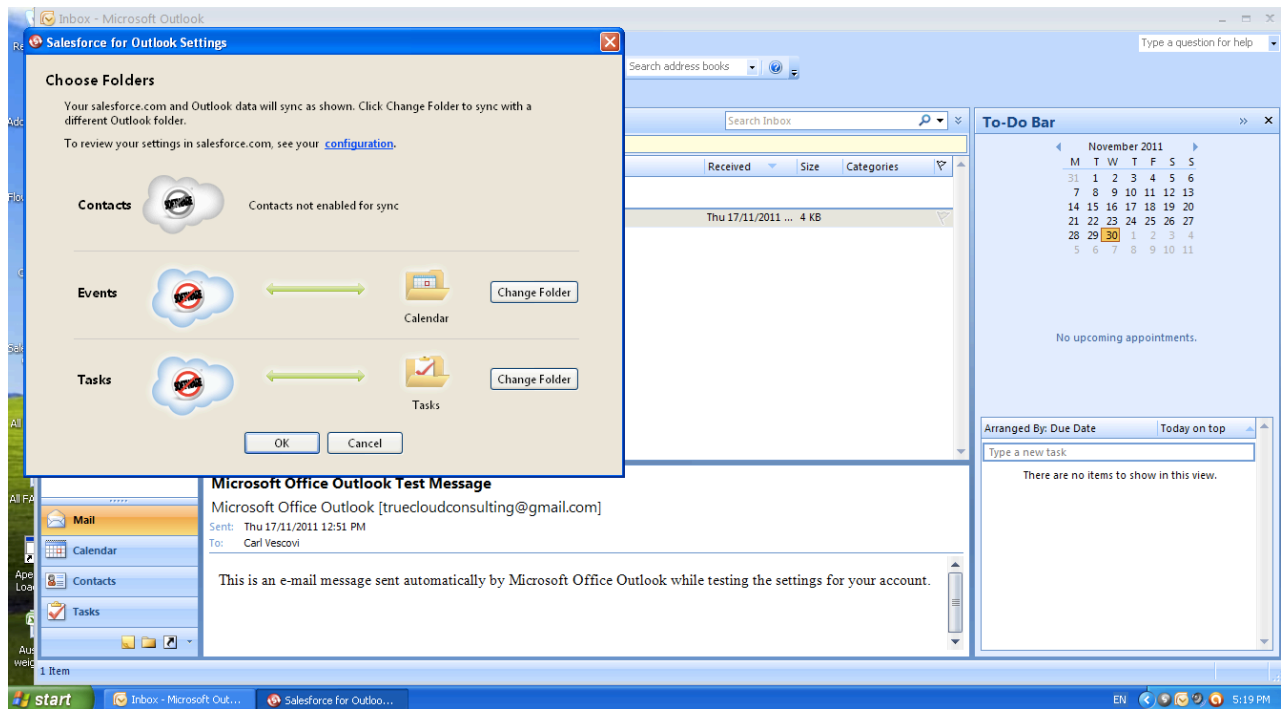 Inbox - Microsoft Outlook
Type a question for help
Search address books
Salesforce for Outlook Settings
Choose Folders
Your salesforce.com and Outlook data will sync as shown. Click Change Folder to sync with a
different Outlook folder.
To review your settings in salesforce.com, see your configuration.
Contacts
Contacts not enabled for sync
Events
Calendar
Change Folder
Tasks
Tasks
Change Folder
OK
Cancel
Search Inbox
Received
Size
Categories
Thu 17/11/2011 ...
4 KB
To-Do Bar
November 2011
M T W T F S S
31 1 2 3 4 5 6
7 8 9 10 11 12 13
14 15 16 17 18 19 20
21 22 23 24 25 26 27
28 29 30 1 2 3 4
5 6 7 8 9 10 11
No upcoming appointments.
Arranged By: Due Date
Today on top
Type a new task
There are no items to show in this view.
Microsoft Office Outlook Test Message
Microsoft Office Outlook [truecloudconsulting@gmail.com]
Sent: Thu 17/11/2011 12:51 PM
To: Carl Vescovi
This is an e-mail message sent automatically by Microsoft Office Outlook while testing the settings for your account.
Mail
Calendar
Contacts
Tasks
1 Item
start
Inbox - Microsoft Out...
Salesforce for Outloo...
EN
5:19 PM